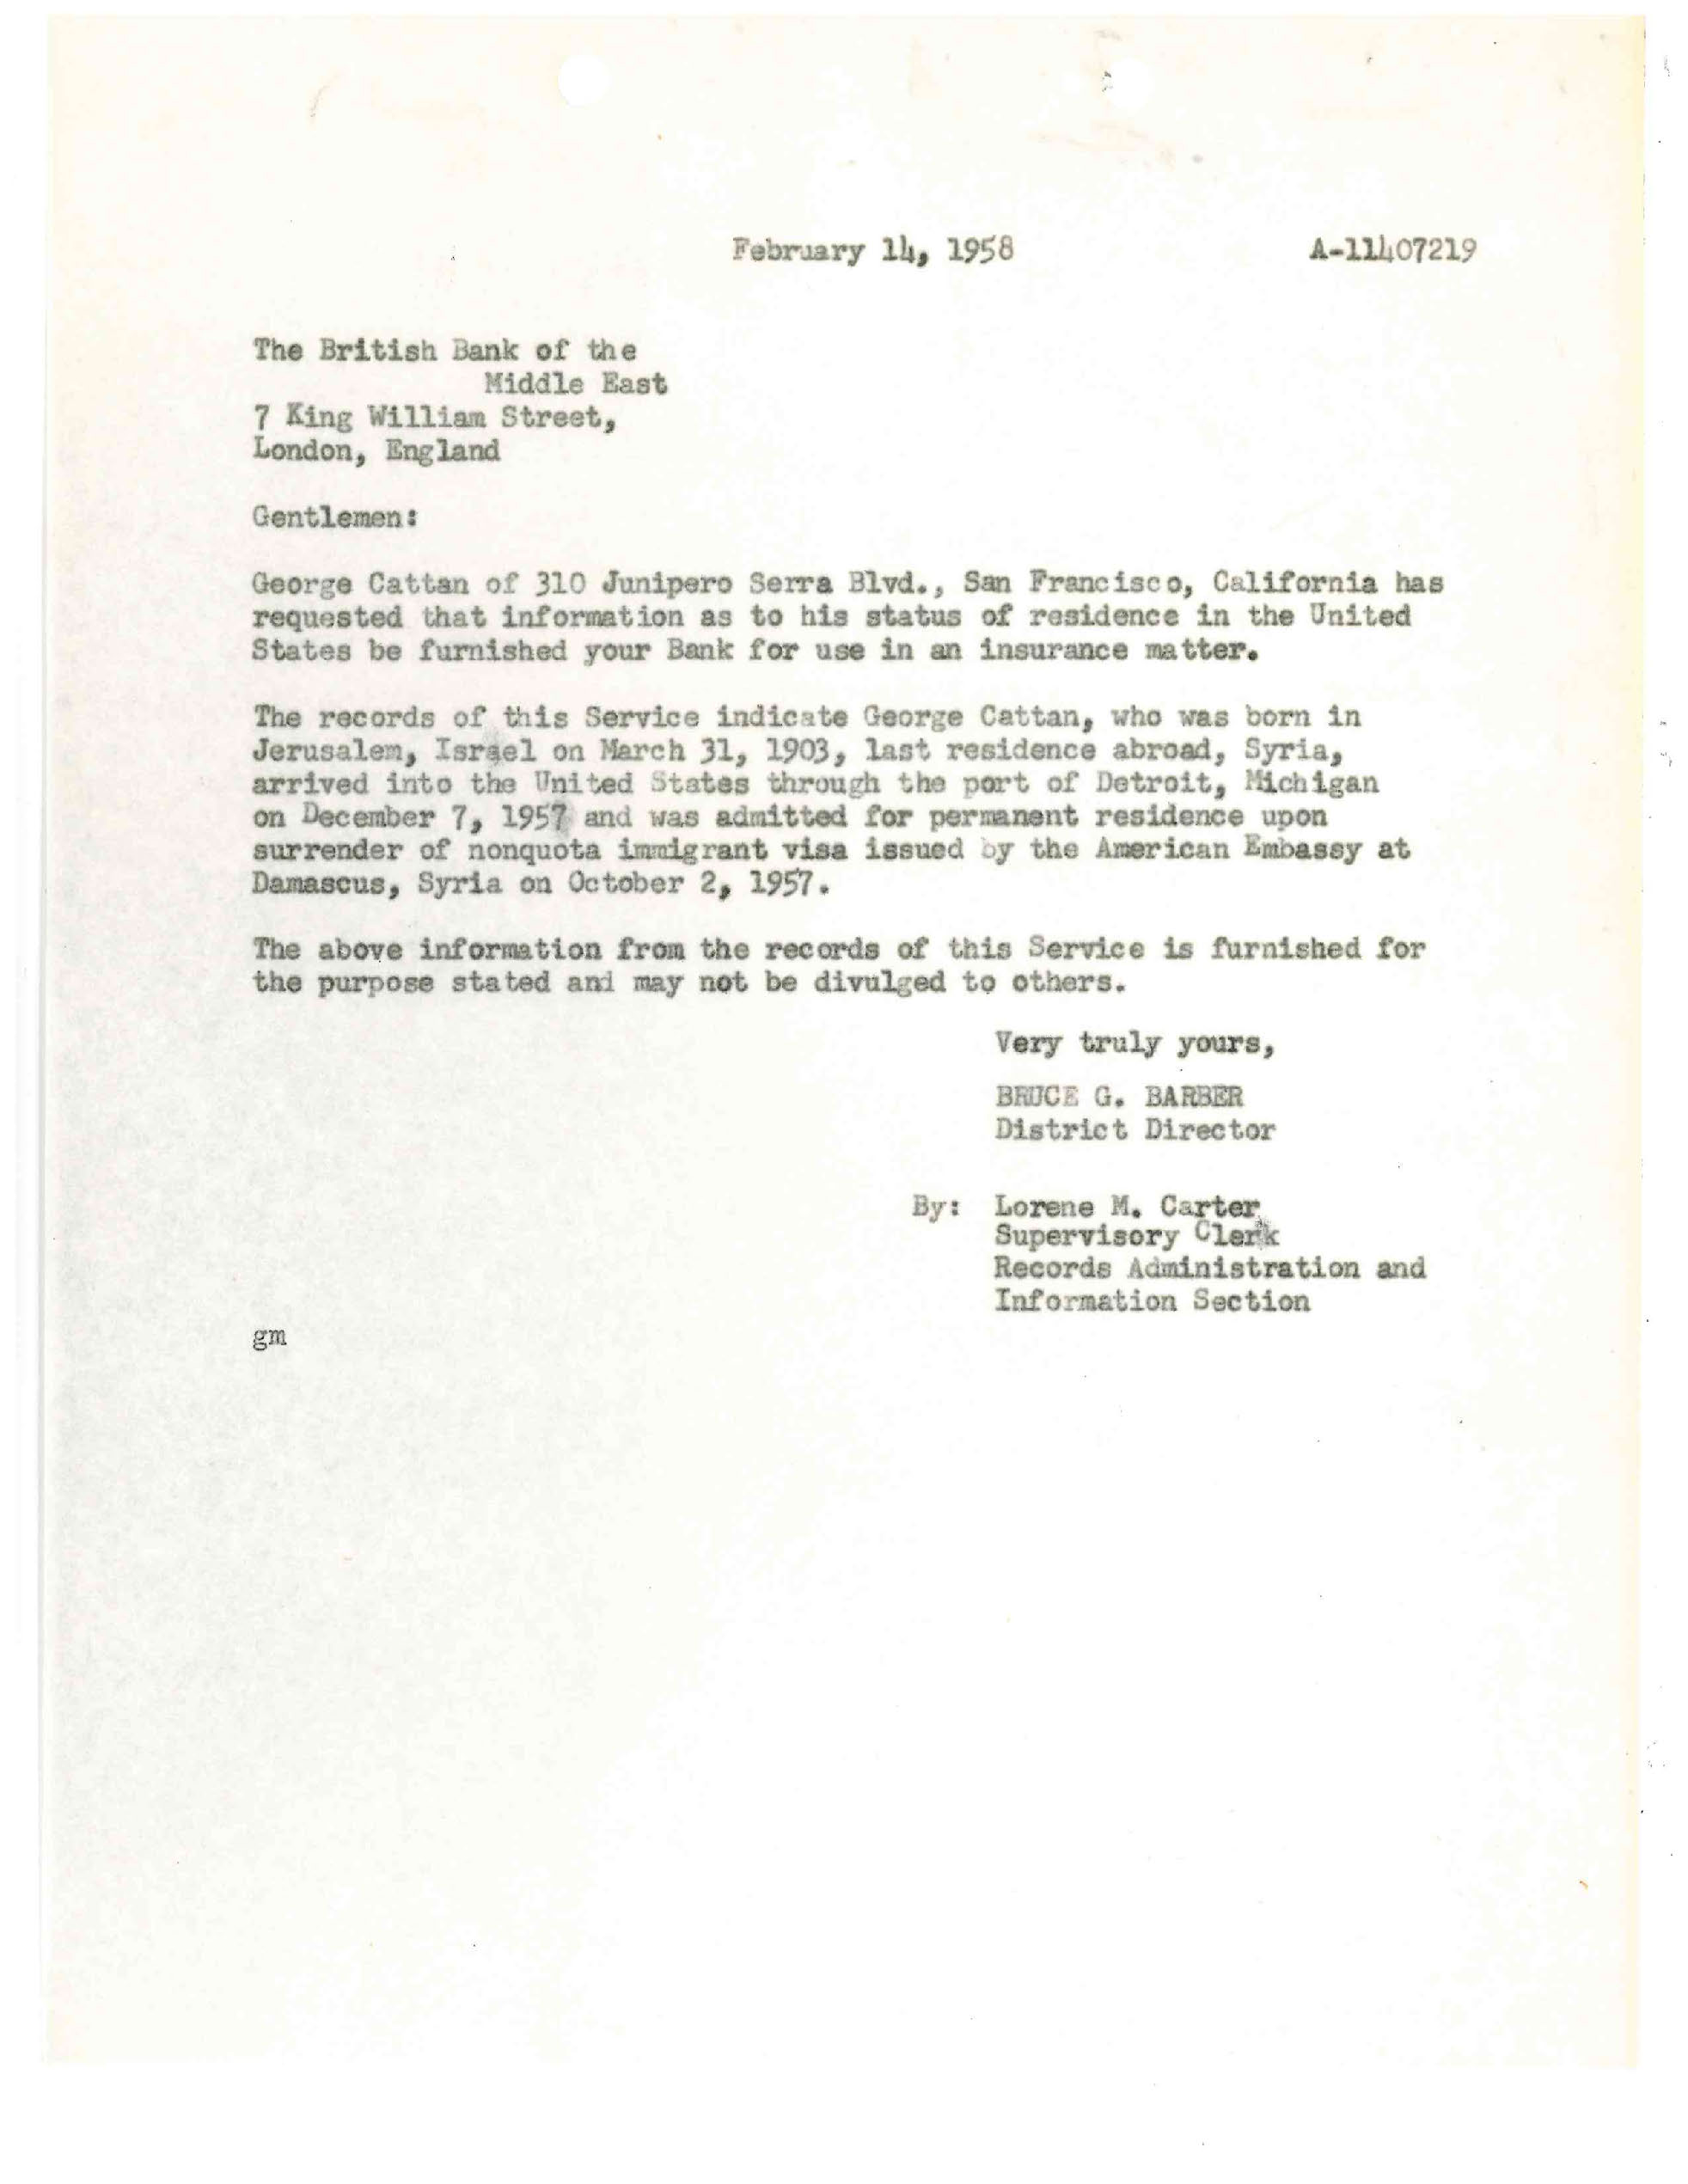 February 14, 1958 A-11407219
The British Bank of the
Middle East
7 King William Street,
London, England
Gentlemen:
George Cattan of 310 Junipero Serra Blvd., San Francisco, California has
requested that information as to his status of residence in the United
States be furnished your Bank for use in an insurance matter.
The records of this Service indicate George Cattan, who was born in
Jerusalem, Israel on March 31, 1903, last residence abroad, Syria,
arrived into the United States through the port of Detroit, Michigan
on December 7, 1957 and was admitted for permanent residence upon
surrender of nonquota immigrant visa issued by the American Embassy at
Damascus, Syria on October 2, 1957.
The above information from the records of this Service is furnished for
the purpose stated and may not be divulged to others.
Very truly yours,
BRUCE G. BARBER
District Director
By: Lorene M. Carter
Supervisory Clerk
Records Administration and
Information Section
gm